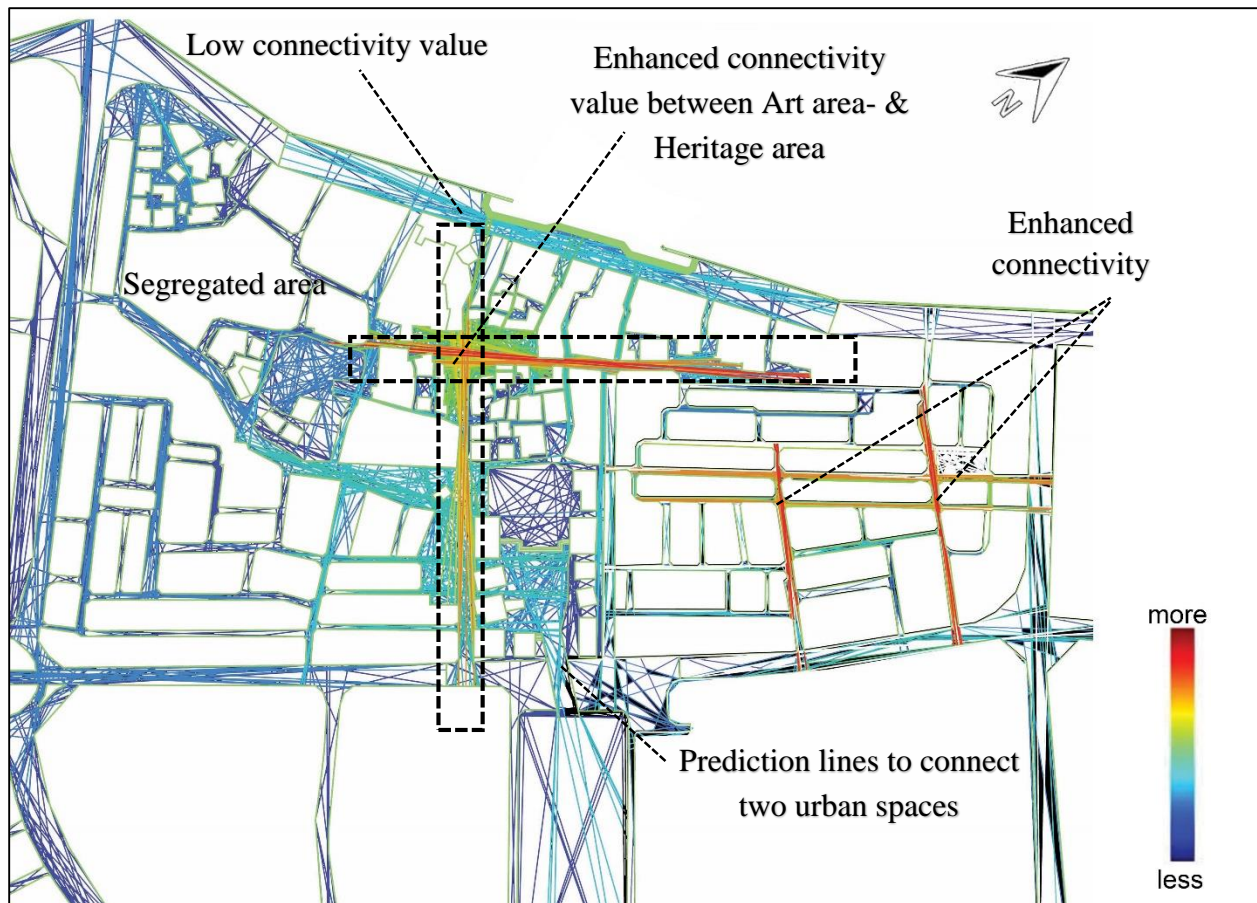 Low connectivity value
Enhanced connectivity
value between Art area- &
Heritage area
N
Enhanced
connectivity
Segregated area
more
Prediction lines to connect
two urban spaces
less